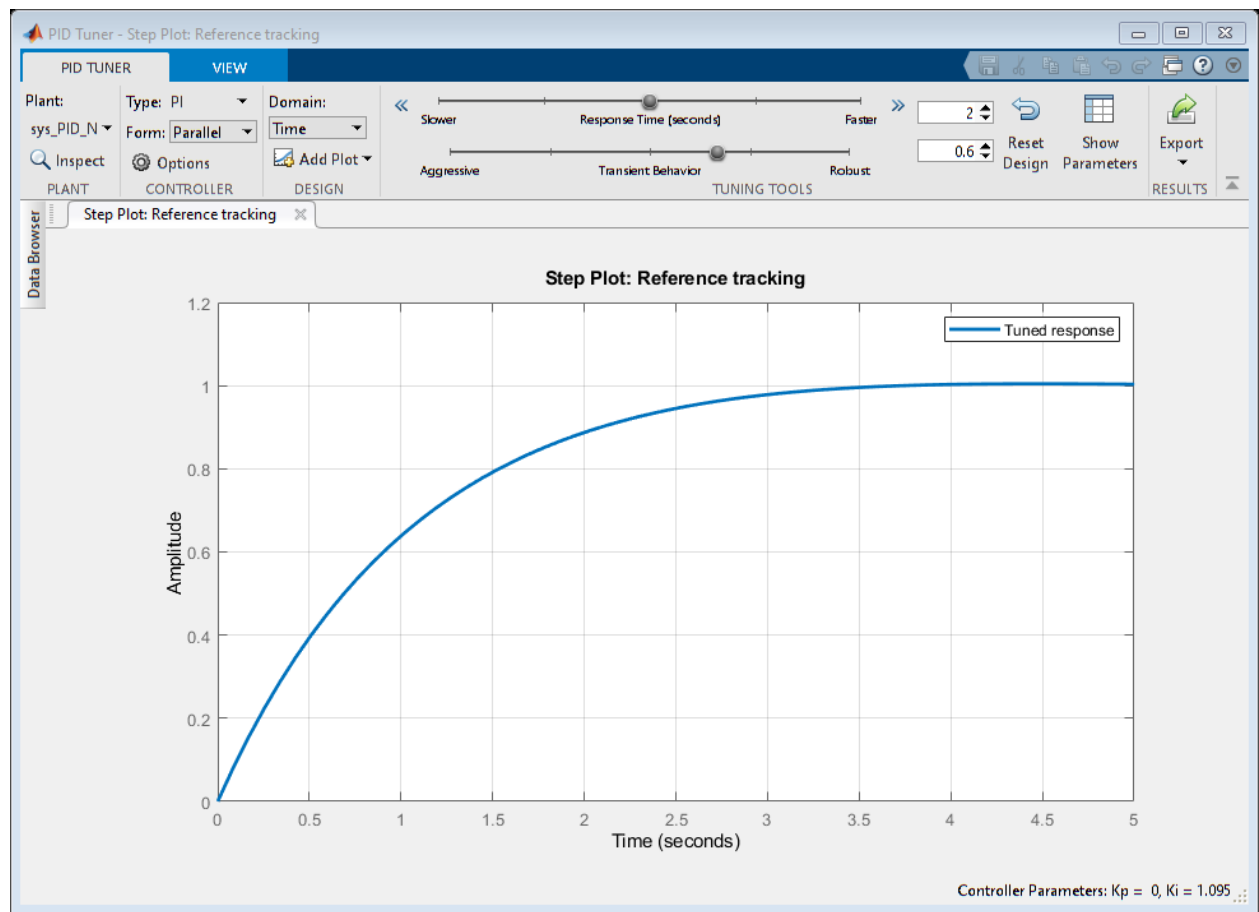 PID Tuner - Step Plot: Reference tracking
PID TUNER VIEW
Plant: Type: PI Domain:
sys_PID_N Form: Parallel Time
Slower Response Time (seconds) Faster 2
Inspect Options Add Plot
Aggressive Transient Behavior Robust 0.6
Reset Design
Show Parameters
Export
PLANT CONTROLLER DESIGN TUNING TOOLS RESULTS
Data Browser
Step Plot: Reference tracking
Step Plot: Reference tracking
Tuned response
1.2
1
0.8
0.6
0.4
0.2
0
Amplitude
0 0.5 1 1.5 2 2.5 3 3.5 4 4.5 5
Time (seconds)
Controller Parameters: Kp = 0, Ki = 1.095